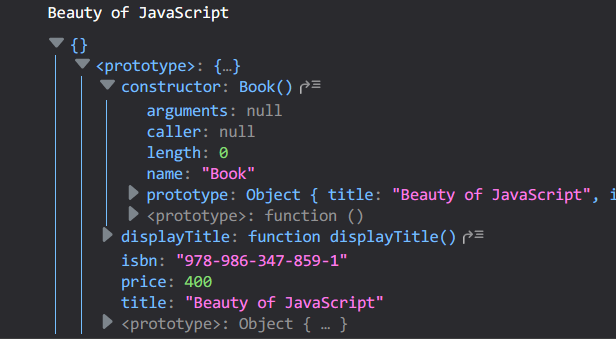 Beauty of JavaScript
{}
<prototype>: {…}
constructor: Book()
arguments: null
caller: null
length: 0
name: "Book"
prototype: Object { title: "Beauty of JavaScript", i
<prototype>: function ()
displayTitle: function displayTitle()
isbn: "978-986-347-859-1"
price: 400
title: "Beauty of JavaScript"
<prototype>: Object { … }